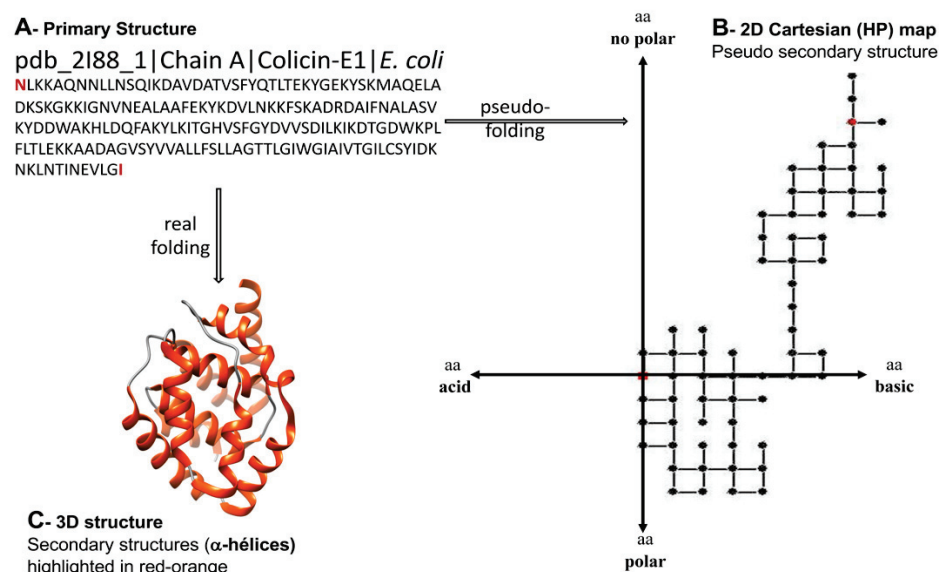 A- Primary Structure
pdb_2I88_1|Chain A|Colicin-E1|E. coli
NLKKAQNNLLNSQIKDAVDATVSFYQTLTEKYGEKYSKMAQELA
DKSKGKKIGNVNEALAAFEKYKDVLNKKFSKADRDAIFNALASV
KYDDWAKHLDQFAKYLKITGHVSFGYDVVSDILKIKDTGDWKPL
FLTLEKKAADAGVSYVVALLFSLLAGTTLGIWGIAIVTGILCSYIDK
NKLNTINEVLGI
pseudo-
folding
real
folding
C- 3D structure
Secondary structures (α-hélices)
highlighted in red-orange
aa
no polar
B- 2D Cartesian (HP) map
Pseudo secondary structure
aa
acid
aa
basic
aa
polar